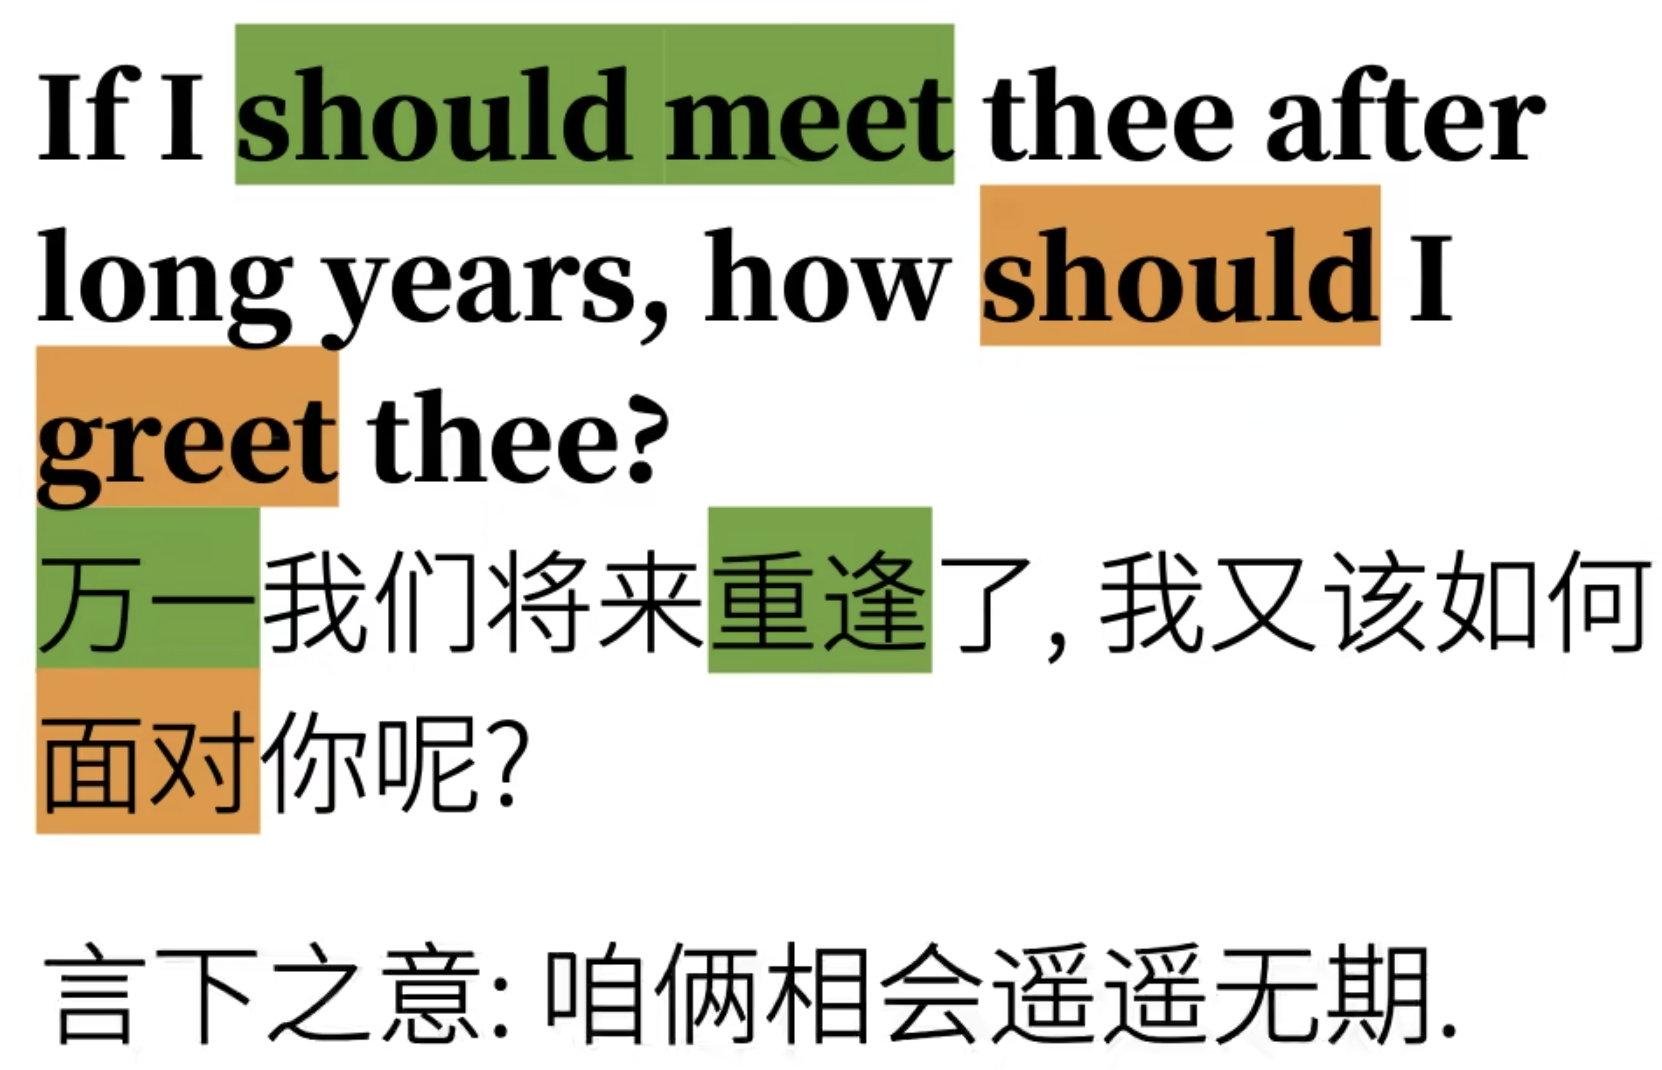 If I should meet thee after
long years, how should I
greet thee?
万一我们将来重逢了, 我又该如何
面对你呢?
言下之意: 咱俩相会遥遥无期.